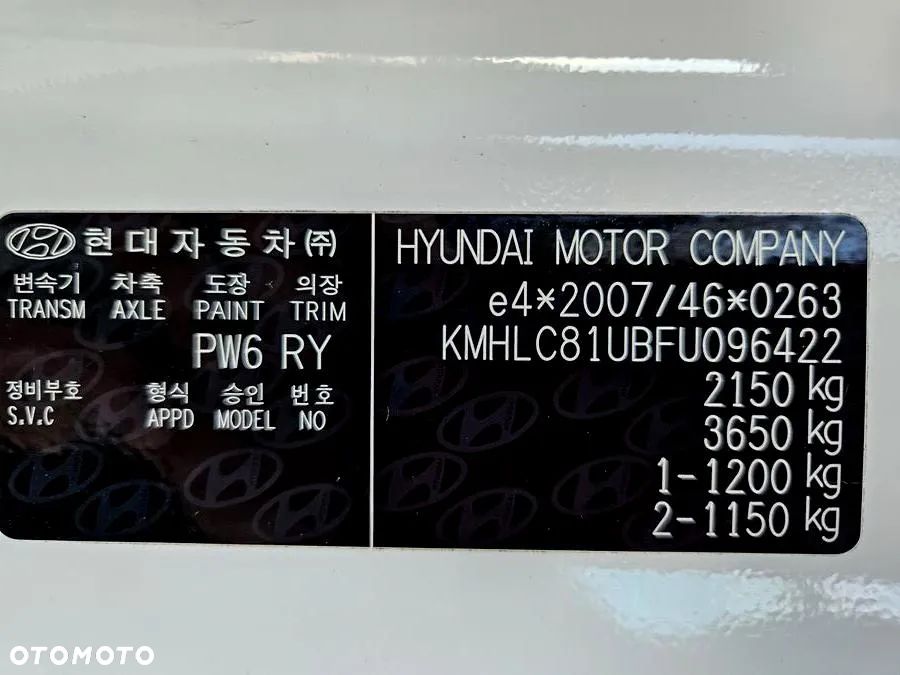 현대자동차㈜
변속기 차축 도장 의장
TRANSM AXLE PAINT TRIM
PW6 RY
정비부호 형식 승인 번호
S.V.C APPD MODEL NO
HYUNDAI MOTOR COMPANY
e4*2007/46*0263
KMHLC81UBFU096422
2150 kg
3650 kg
1-1200 kg
2-1150 kg
OTOMOTO